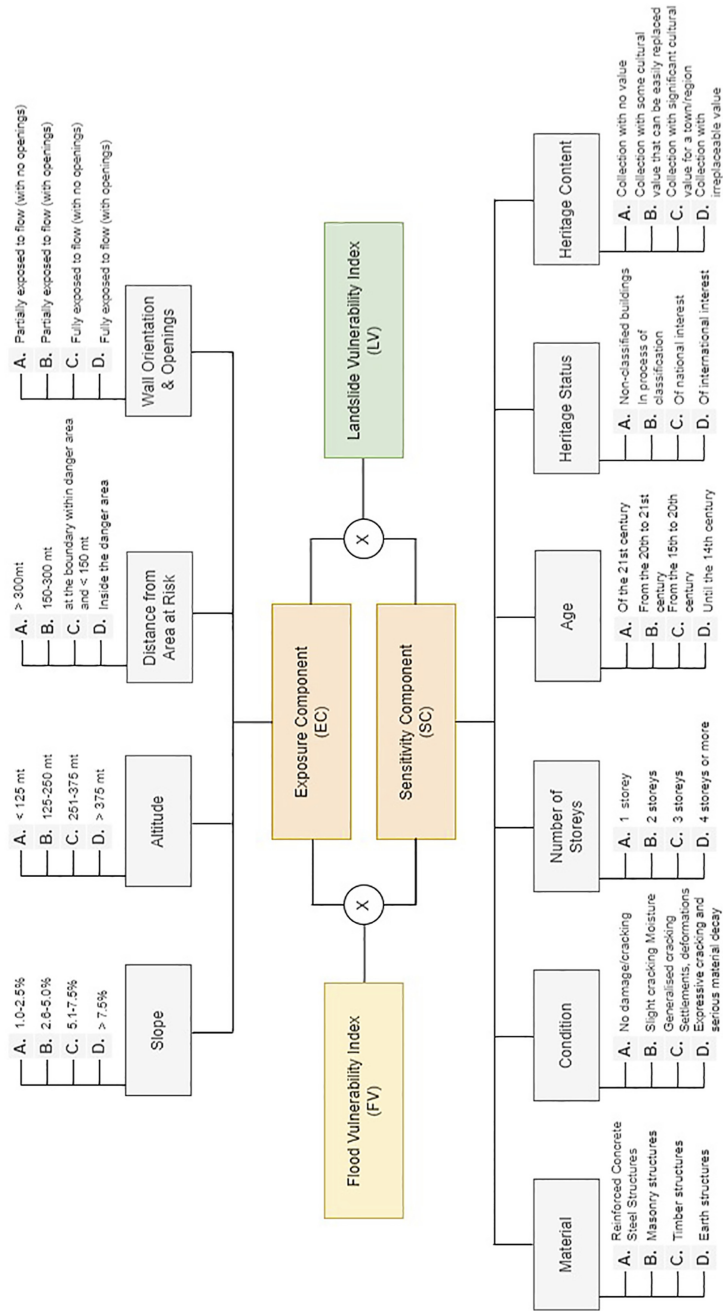 A. 1.0-2.5%
B. 2.6-5.0%
C. 5.1-7.5%
D. > 7.5%
Slope
A. < 125 mt
B. 125-250 mt
C. 251-375 mt
D. > 375 mt
Altitude
A. > 300mt
B. 150-300 mt
C. at the boundary within danger area
and < 150 mt
D. Inside the danger area
Distance from
Area at Risk
A. Partially exposed to flow (with no openings)
B. Partially exposed to flow (with openings)
C. Fully exposed to flow (with no openings)
D. Fully exposed to flow (with openings)
Wall Orientation
& Openings
Exposure Component
(EC)
Flood Vulnerability Index
(FV)
X
X
Landslide Vulnerability Index
(LV)
Sensitivity Component
(SC)
Material
A. Reinforced Concrete
Steel Structures
B. Masonry structures
C. Timber structures
D. Earth structures
Condition
A. No damage/cracking
B. Slight cracking Moisture
C. Generalised cracking
Settlements, deformations
D. Expressive cracking and
serious material decay
Number of
Storeys
A. 1 storey
B. 2 storeys
C. 3 storeys
D. 4 storeys or more
Age
A. Of the 21st century
B. From the 20th to 21st
century
C. From the 15th to 20th
century
D. Until the 14th century
Heritage Status
A. Non-classified buildings
B. In process of
classification
C. Of national interest
D. Of international interest
Heritage Content
A. Collection with no value
B. Collection with some cultural
value that can be easily replaced
C. Collection with significant cultural
value for a town/region
D. Collection with
irreplaceable value